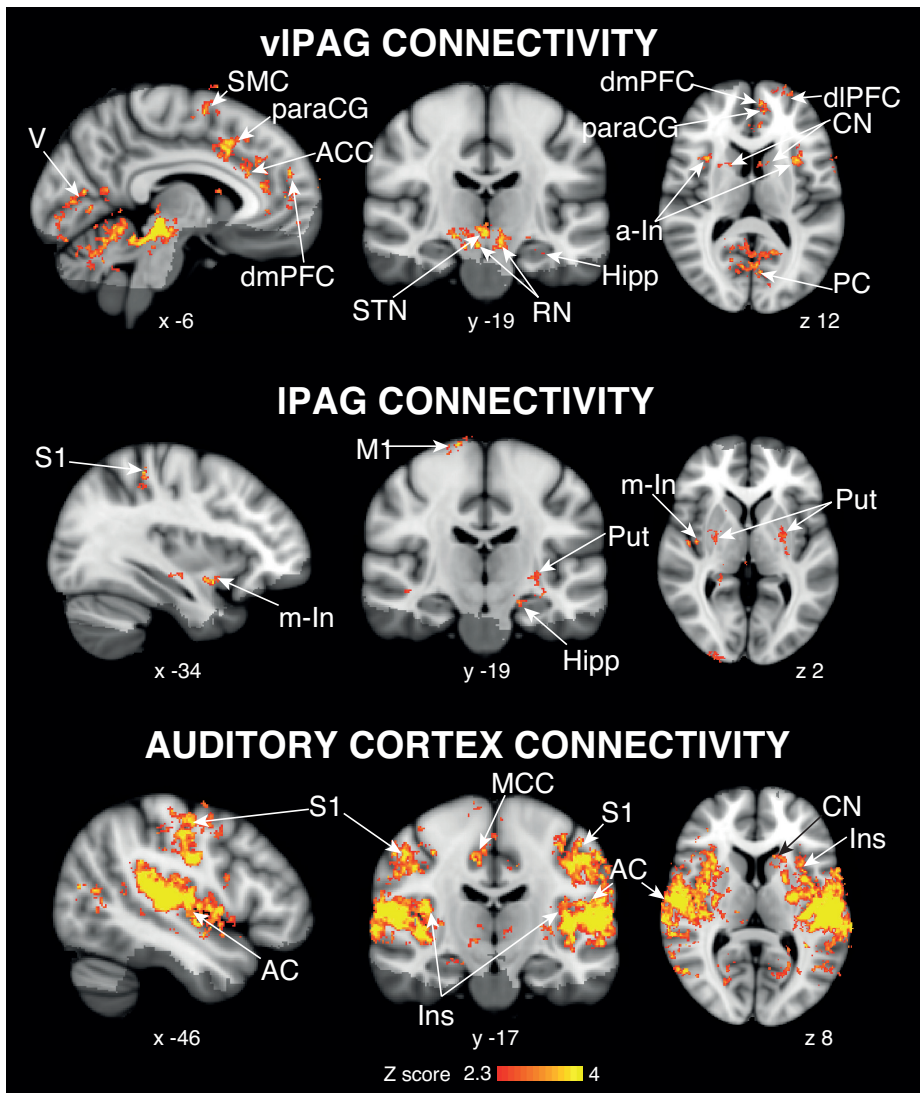 vlPAG CONNECTIVITY
SMC
paraCG
ACC
V
dmPFC
x -6
STN
RN
Hipp
y -19
dmPFC
dlPFC
paraCG
CN
a-In
PC
z 12
lPAG CONNECTIVITY
S1
m-In
x -34
M1
Put
Hipp
y -19
m-In
Put
z 2
AUDITORY CORTEX CONNECTIVITY
S1
AC
x -46
MCC
S1
AC
Ins
y -17
CN
Ins
z 8
Z score 2.3 4